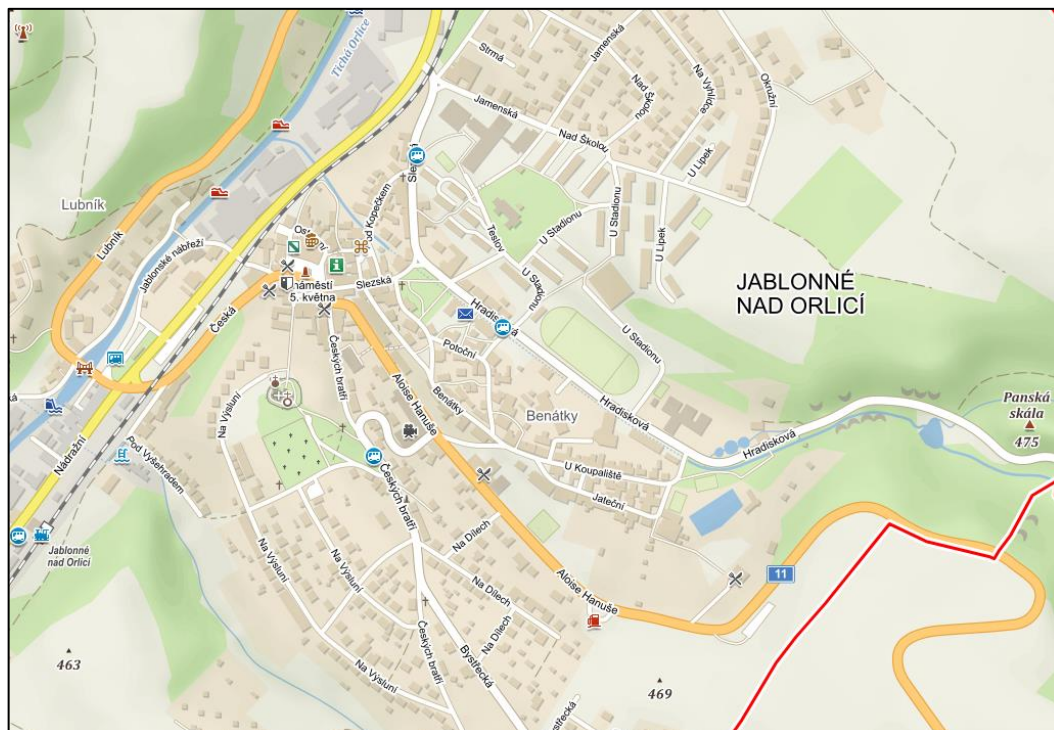 Tichá Orlice
Strmá
Jamenská
Na Vyhlídce
Okružní
Nad Školou
Jamenská
Nad Školou
U Lipek
Slezská
Lubník
Lubník
Jablonské nábřeží
Pod Kopečkem
Teslov
U Stadionu
U Stadionu
U Lipek
U Stadionu
JABLONNÉ
NAD ORLICÍ
náměstí
5. května
Slezská
Hradisková
U Stadionu
Česká
Českých bratří
Potoční
Aloise Hanuše
Benátky
Benátky
Hradisková
Hradisková
Panská
skála
475
Na Výsluní
Nádražní
Pod Vyšehradem
U Koupaliště
Jateční
Českých bratří
Jablonné
nad Orlicí
Na Dílech
Na Výsluní
Na Výsluní
Na Dílech
Aloise Hanuše
11
Na Dílech
Českých bratří
Bystřecká
Na Výsluní
463
469